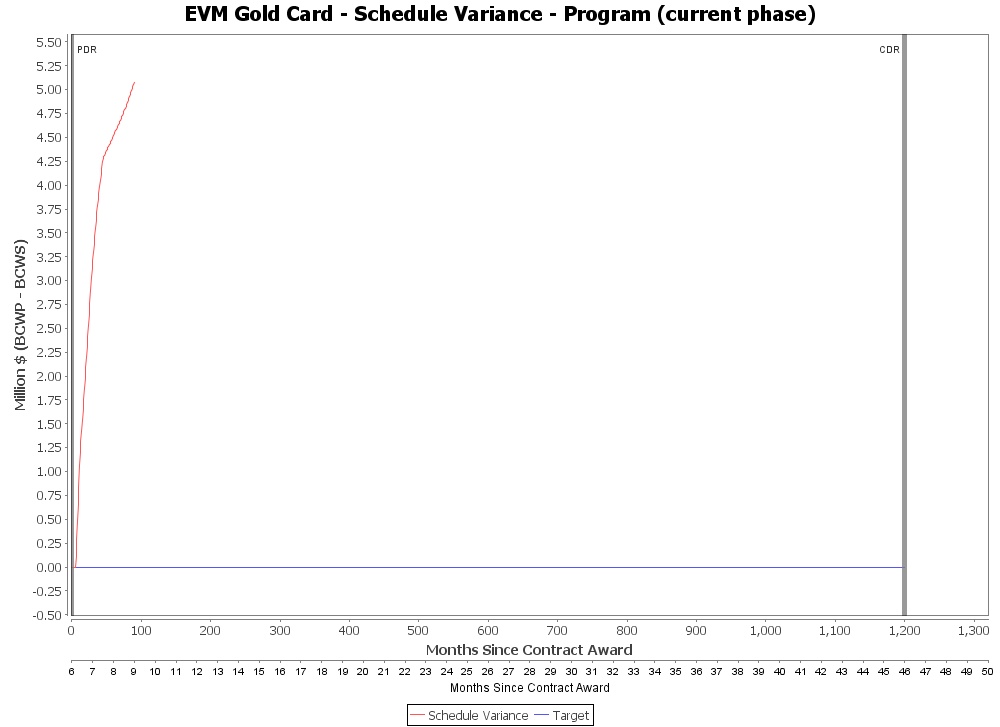 EVM Gold Card - Schedule Variance - Program (current phase)
PDR
CDR
5.50
5.25
5.00
4.75
4.50
4.25
4.00
3.75
3.50
3.25
3.00
2.75
2.50
2.25
2.00
1.75
1.50
1.25
1.00
0.75
0.50
0.25
0.00
-0.25
-0.50
Million $ (BCWP - BCWS)
0 100 200 300 400 500 600 700 800 900 1,000 1,100 1,200 1,300
Months Since Contract Award
6 7 8 9 10 11 12 13 14 15 16 17 18 19 20 21 22 23 24 25 26 27 28 29 30 31 32 33 34 35 36 37 38 39 40 41 42 43 44 45 46 47 48 49 50
Months Since Contract Award
Schedule Variance Target